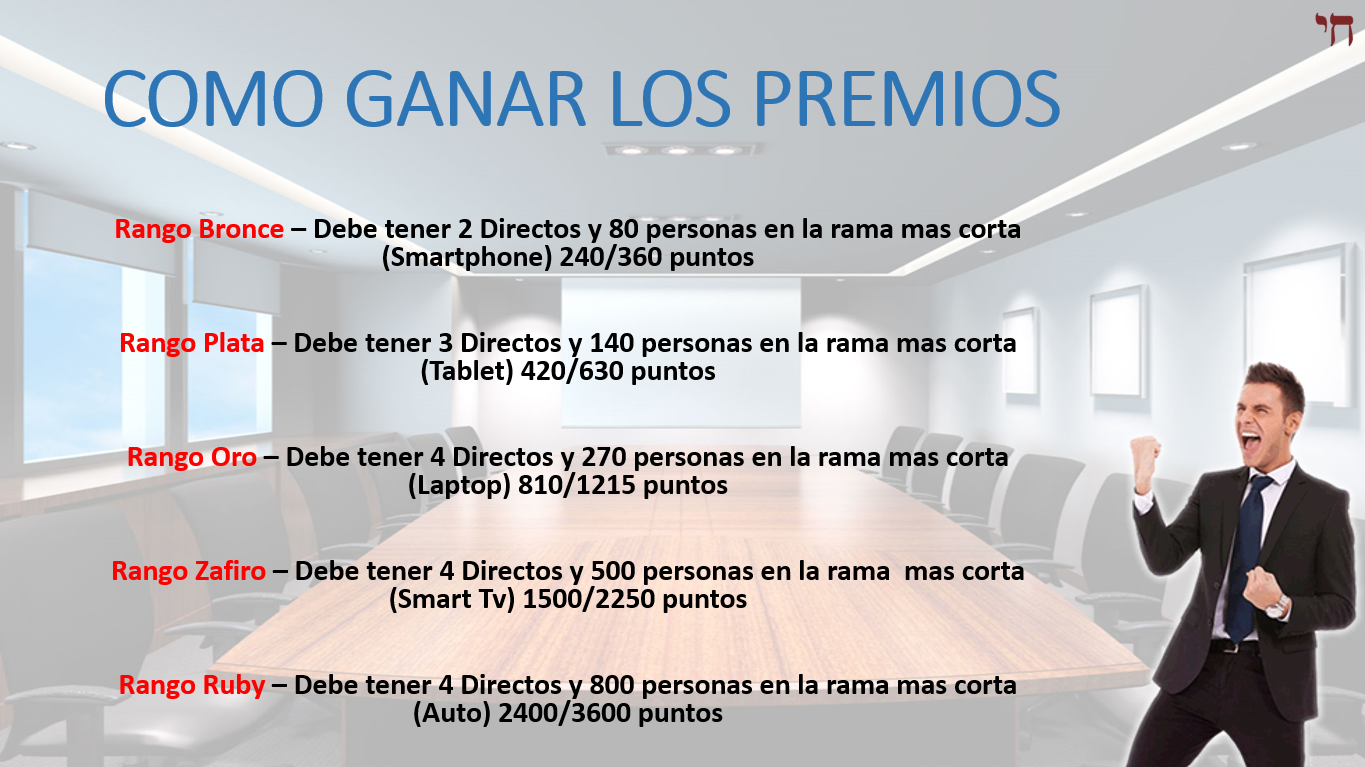 חי
COMO GANAR LOS PREMIOS
Rango Bronce – Debe tener 2 Directos y 80 personas en la rama mas corta
(Smartphone) 240/360 puntos
Rango Plata – Debe tener 3 Directos y 140 personas en la rama mas corta
(Tablet) 420/630 puntos
Rango Oro – Debe tener 4 Directos y 270 personas en la rama mas corta
(Laptop) 810/1215 puntos
Rango Zafiro – Debe tener 4 Directos y 500 personas en la rama  mas corta
(Smart Tv) 1500/2250 puntos
Rango Ruby – Debe tener 4 Directos y 800 personas en la rama mas corta
(Auto) 2400/3600 puntos